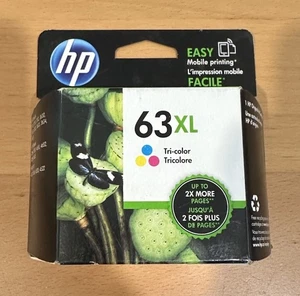 hp
EASY
Mobile printing*
L'impression mobile
FACILE*
63XL
Tri-color
Tricolore
UP TO
2X MORE
PAGES**
JUSQU'À
2 FOIS PLUS
DE PAGES**